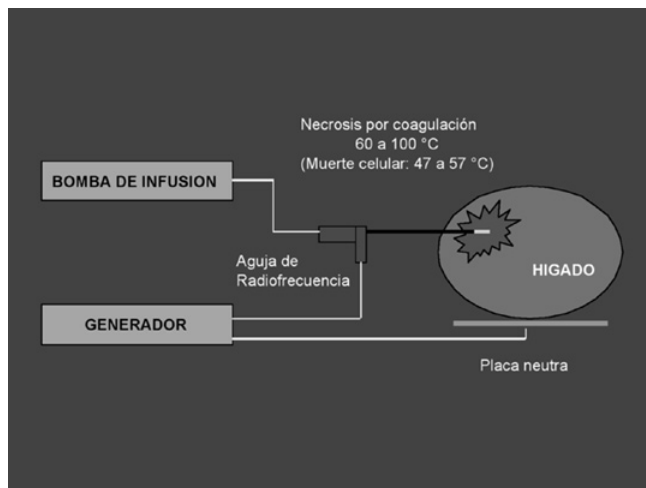 Necrosis por coagulación
60 a 100 °C
(Muerte celular: 47 a 57 °C)
BOMBA DE INFUSION
Aguja de
Radiofrecuencia
HIGADO
GENERADOR
Placa neutra